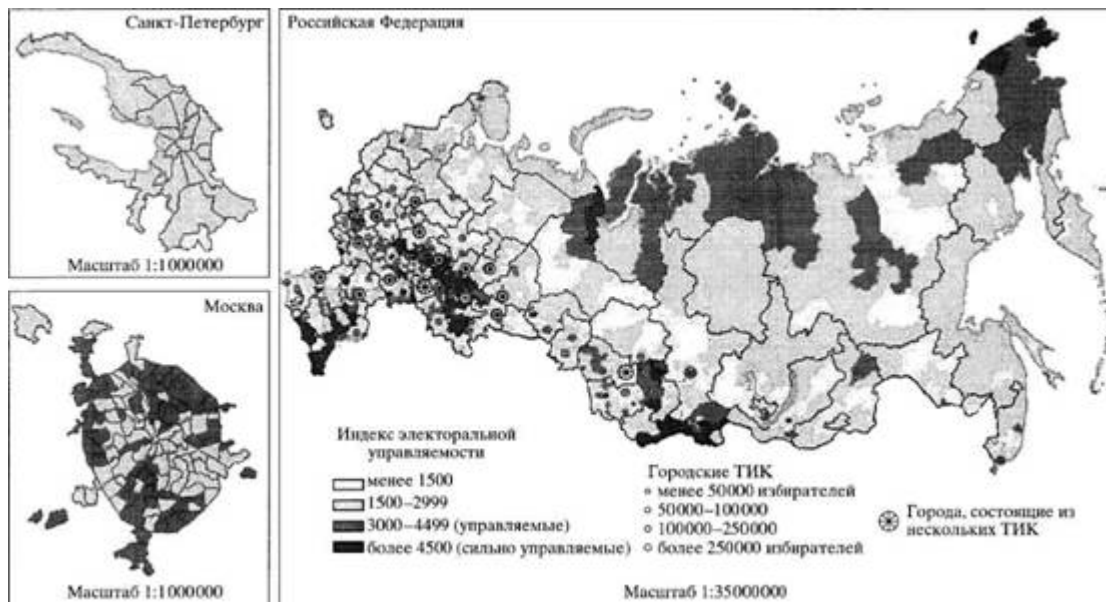 Санкт-Петербург
Масштаб 1:1000000
Москва
Масштаб 1:1000000
Российская Федерация
Индекс электоральной
управляемости
менее 1500
1500–2999
3000–4499 (управляемые)
более 4500 (сильно управляемые)
Городские ТИК
менее 50000 избирателей
50000–100000
100000–250000
более 250000 избирателей
Города, состоящие из
нескольких ТИК
Масштаб 1:35000000